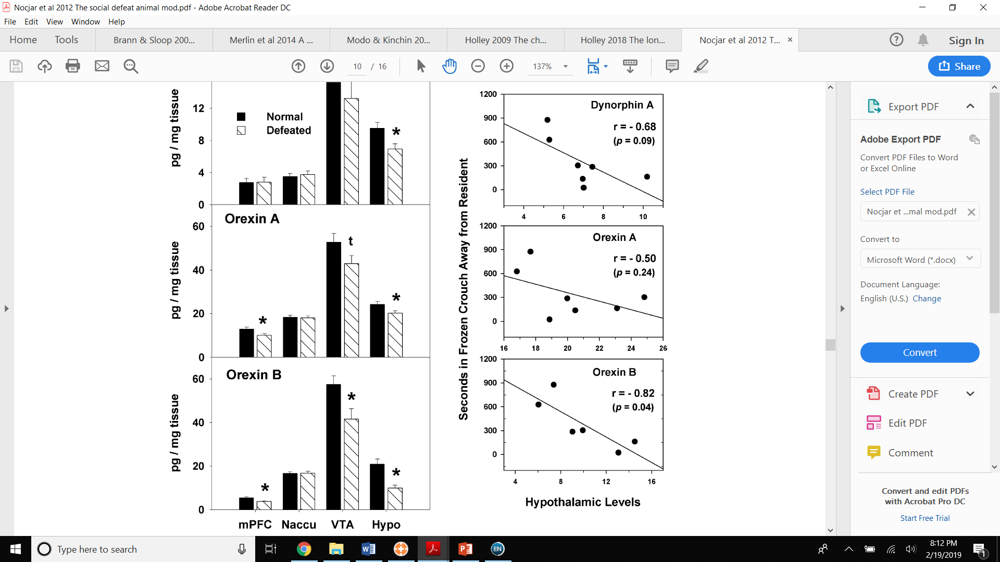 Nocjar et al 2012 The social defeat animal mod.pdf - Adobe Acrobat Reader DC
File Edit View Window Help
Home Tools Brann & Sloop 200... Merlin et al 2014 A ... Modo & Kinchin 20... Holley 2009 The ch... Holley 2018 The lon... Nocjar et al 2012 T... × ? Sign In
10 / 16 137% Share
pg / mg tissue
12
8
4
0
Normal
Defeated
*
Orexin A
pg / mg tissue
60
40
20
0
*
t
*
Orexin B
pg / mg tissue
60
40
20
0
*
*
*
mPFC Naccu VTA Hypo
Seconds in Frozen Crouch Away from Resident
1200
900
600
300
0
Dynorphin A
r = - 0.68
(p = 0.09)
4 6 8 10
1200
900
600
300
0
Orexin A
r = - 0.50
(p = 0.24)
16 18 20 22 24 26
1200
900
600
300
0
Orexin B
r = - 0.82
(p = 0.04)
4 8 12 16
Hypothalamic Levels
Export PDF
Adobe Export PDF
Convert PDF Files to Word
or Excel Online
Select PDF File
Nocjar et ...mal mod.pdf
Convert to
Microsoft Word (*.docx)
Document Language:
English (U.S.) Change
Convert
Create PDF
Edit PDF
Comment
Convert and edit PDFs
with Acrobat Pro DC
Start Free Trial
Type here to search
EN
8:12 PM
2/19/2019
1